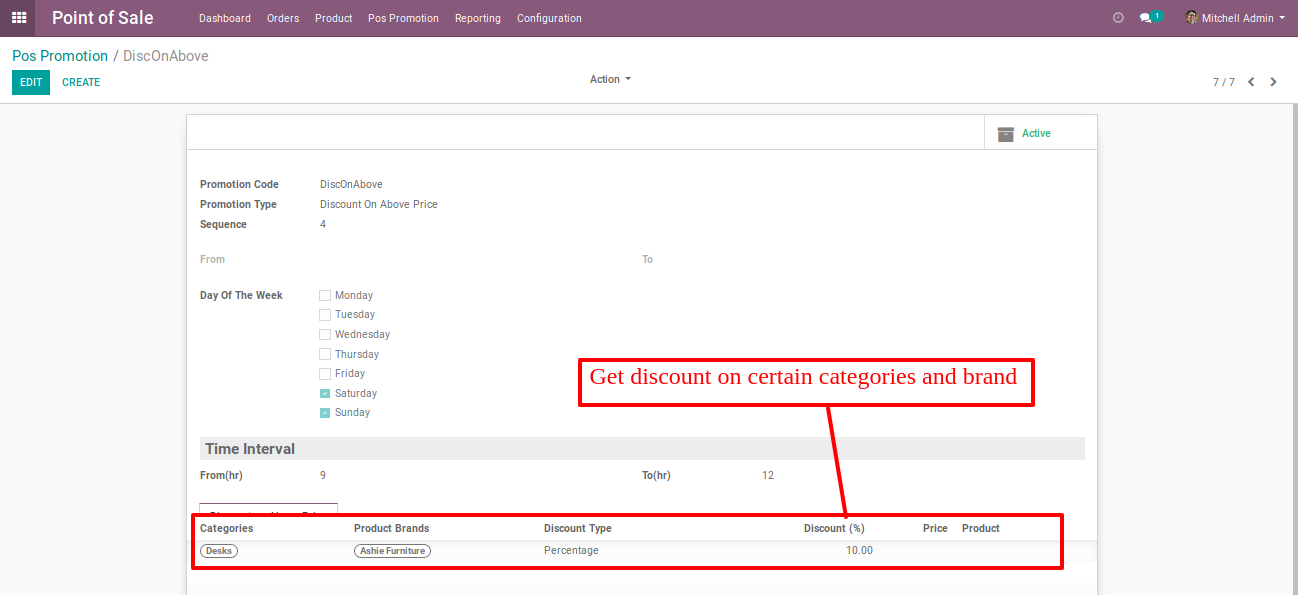 Point of Sale Dashboard Orders Product Pos Promotion Reporting Configuration 1 Mitchell Admin
Pos Promotion / DiscOnAbove
EDIT CREATE Action 7 / 7
Active
Promotion Code DiscOnAbove
Promotion Type Discount On Above Price
Sequence 4
From To
Day Of The Week Monday
Tuesday
Wednesday
Thursday
Friday
Saturday
Sunday
Get discount on certain categories and brand
Time Interval
From(hr) 9 To(hr) 12
Categories Product Brands Discount Type Discount (%) Price Product
Desks Ashie Furniture Percentage 10.00